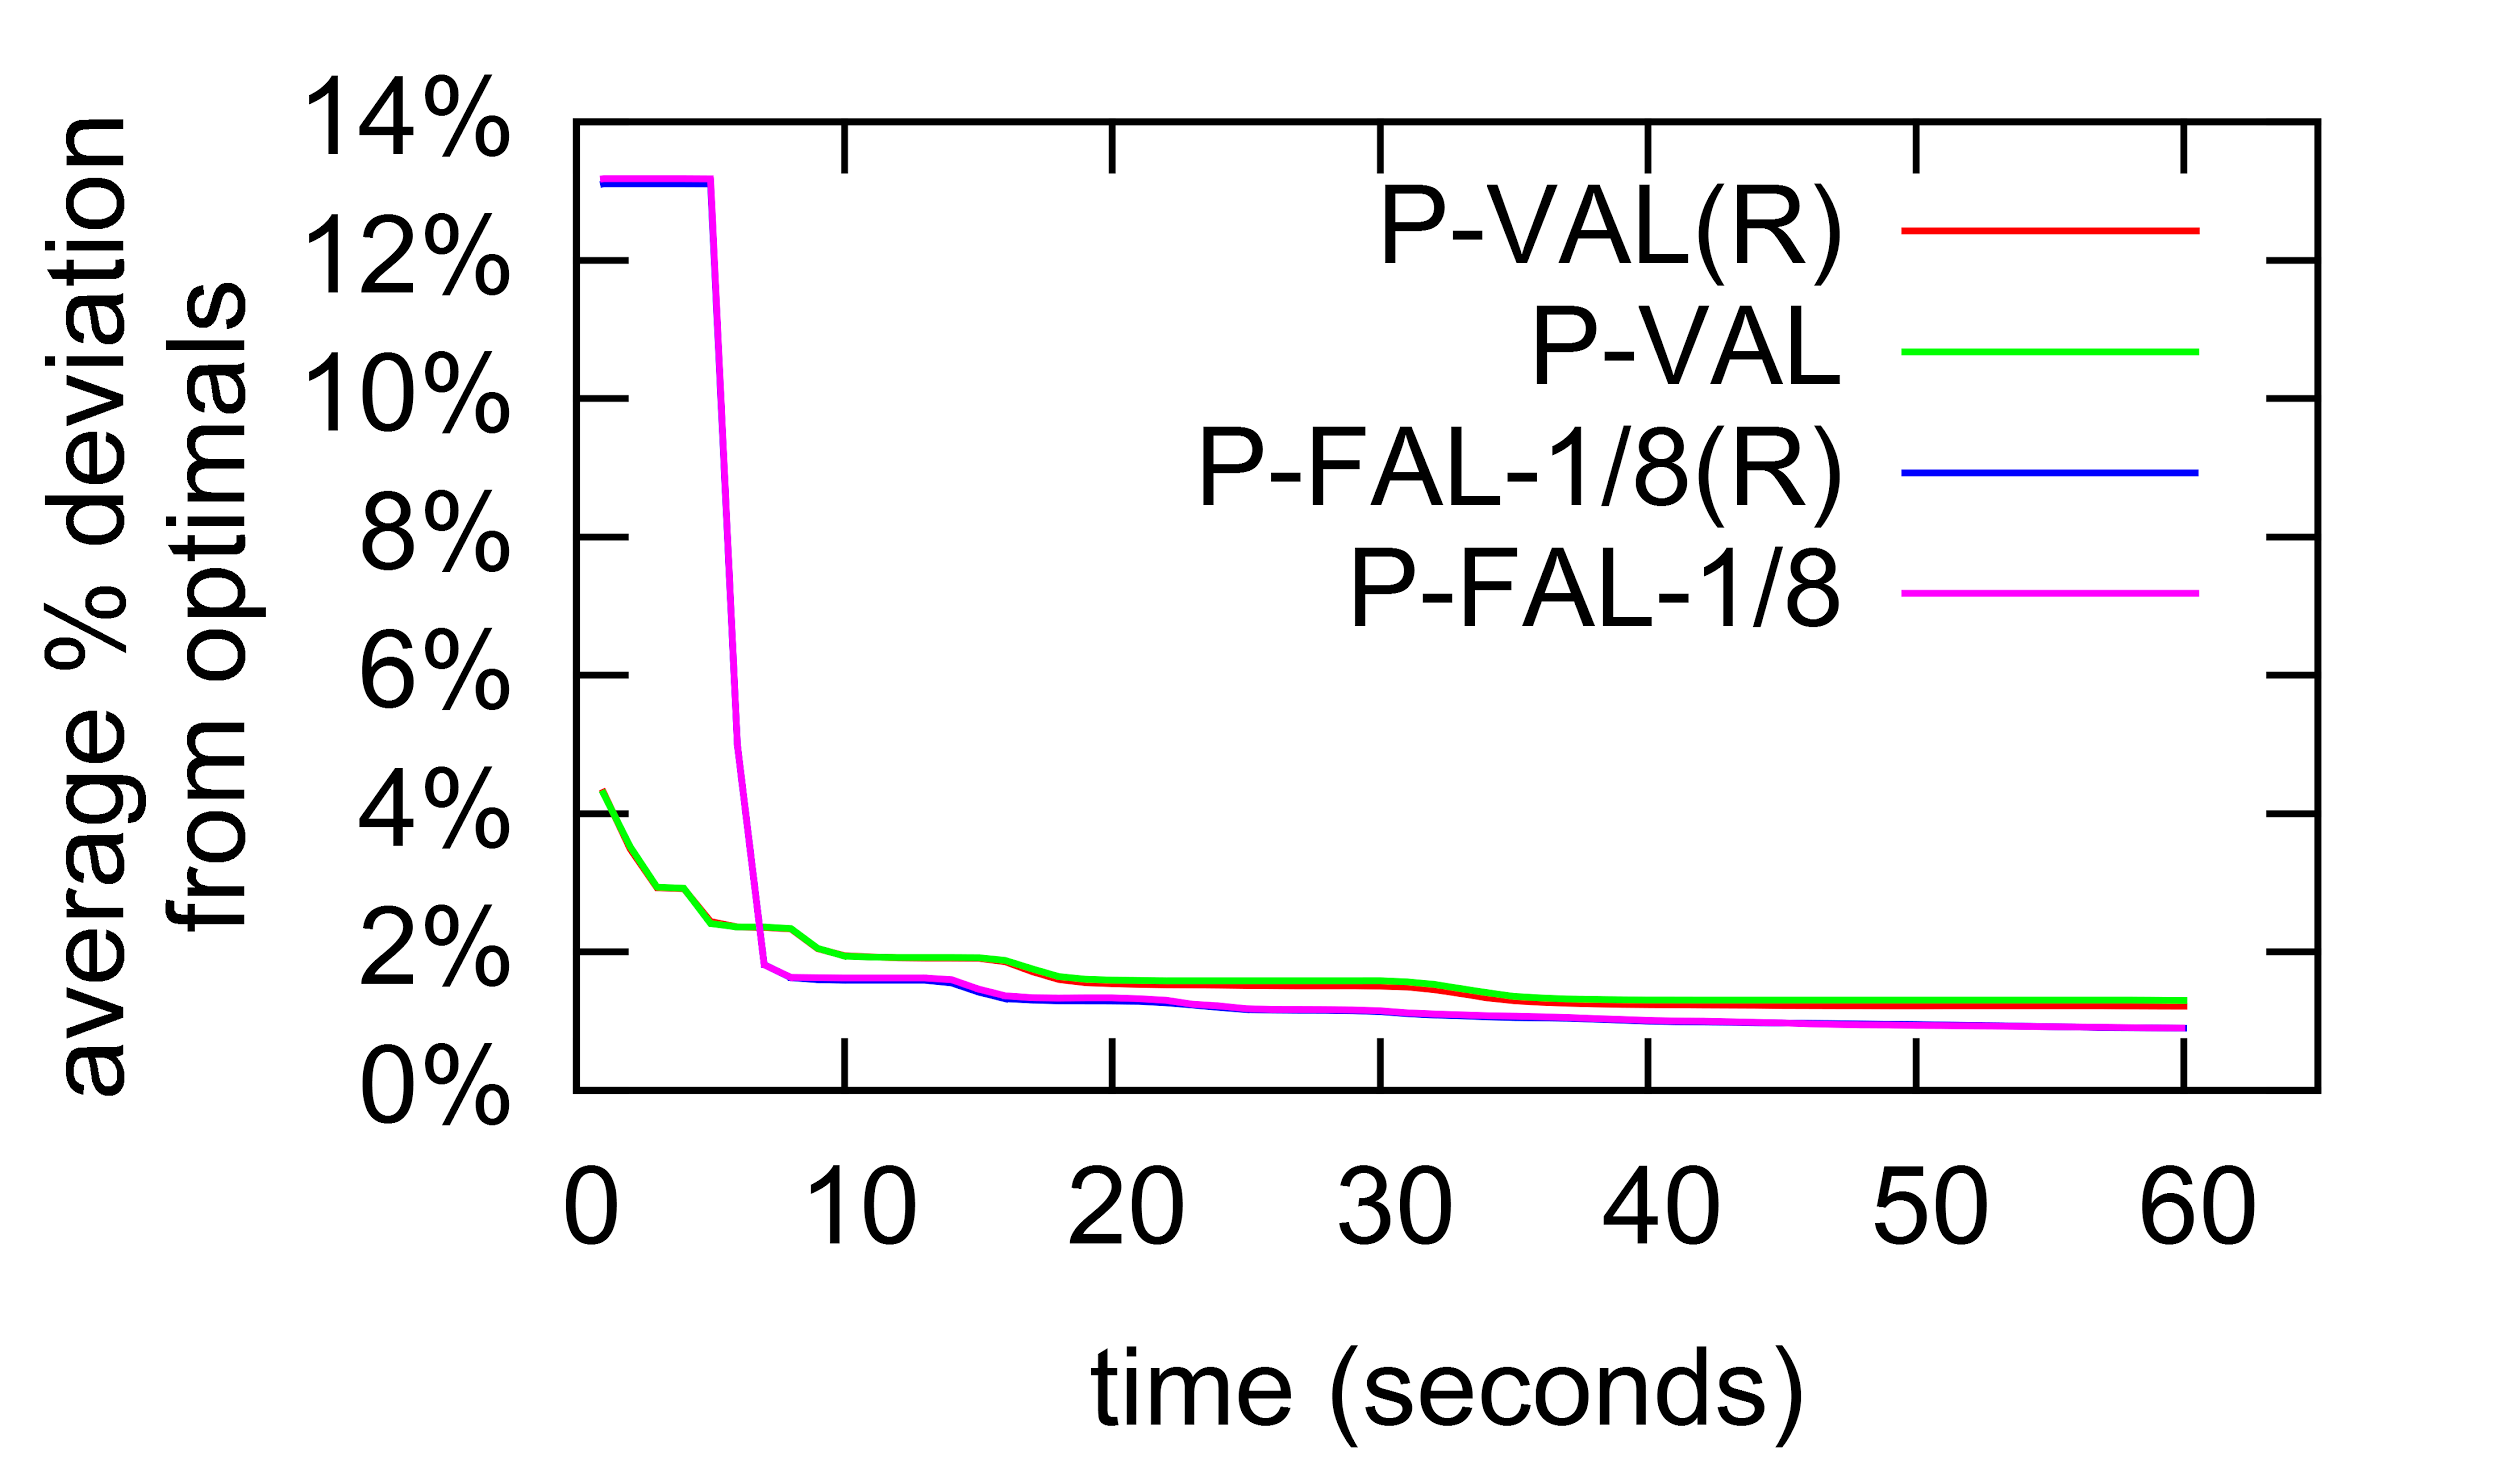 average % deviation
from optimals
14%
12%
10%
8%
6%
4%
2%
0%
P-VAL(R)
P-VAL
P-FAL-1/8(R)
P-FAL-1/8
0 10 20 30 40 50 60
time (seconds)